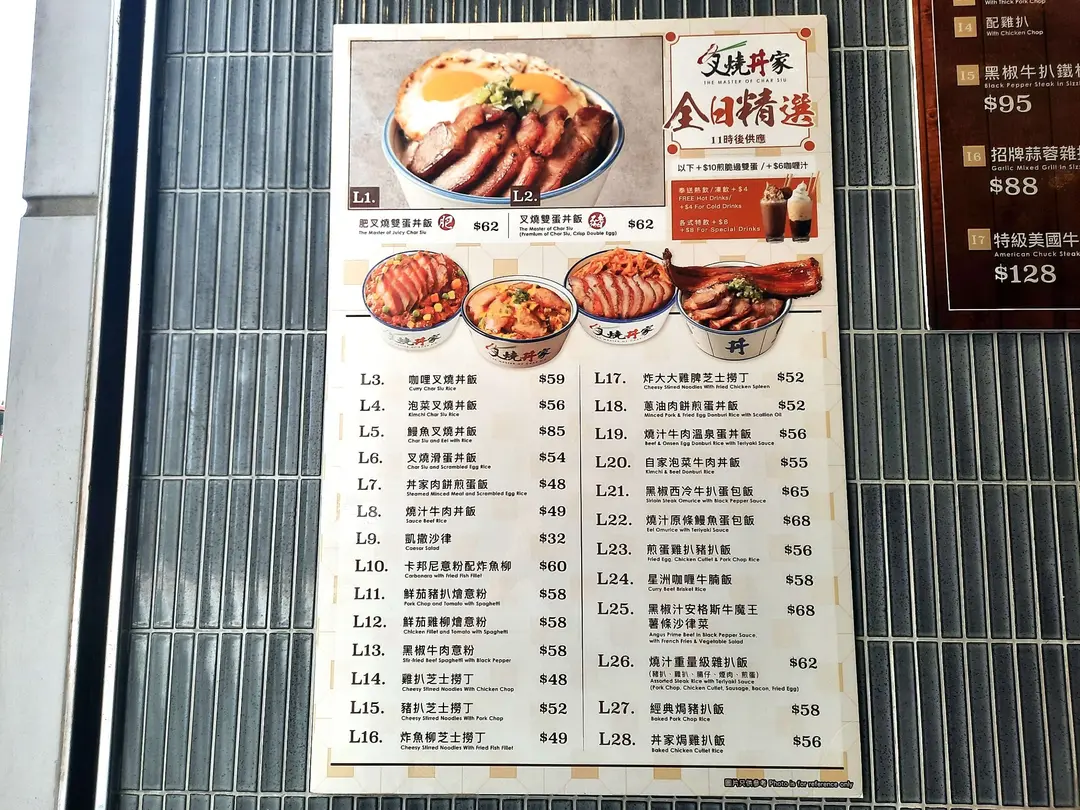 叉燒丼家
THE MASTER OF CHAR SIU
全日精選
11時後供應
以下+$10煎脆邊雙蛋 / +$6咖喱汁
奉送熱飲/凍飲+$4
FREE Hot Drinks/
+$4 For Cold Drinks
各式特飲+$8
+$8 For Special Drinks
L1.
L2.
肥叉燒雙蛋丼飯 肥 $62
The Master of Juicy Char Siu
叉燒雙蛋丼飯 $62
The Master of Char Siu
(Premium of Char Siu, Crisp Double Egg)
叉燒丼家
叉燒丼家
叉燒丼家
丼
L3. 咖哩叉燒丼飯 $59
Curry Char Siu Rice
L4. 泡菜叉燒丼飯 $56
Kimchi Char Siu Rice
L5. 鰻魚叉燒丼飯 $85
Char Siu and Eel with Rice
L6. 叉燒滑蛋丼飯 $54
Char Siu and Scrambled Egg Rice
L7. 丼家肉餅煎蛋飯 $48
Steamed Minced Meat and Scrambled Egg Rice
L8. 燒汁牛肉丼飯 $49
Sauce Beef Rice
L9. 凱撒沙律 $32
Caesar Salad
L10. 卡邦尼意粉配炸魚柳 $60
Carbonara with Fried Fish Fillet
L11. 鮮茄豬扒燴意粉 $58
Pork Chop and Tomato with Spaghetti
L12. 鮮茄雞柳燴意粉 $58
Chicken Fillet and Tomato with Spaghetti
L13. 黑椒牛肉意粉 $58
Stir-fried Beef Spaghetti with Black Pepper
L14. 雞扒芝士撈丁 $48
Cheesy Stirred Noodles With Chicken Chop
L15. 豬扒芝士撈丁 $52
Cheesy Stirred Noodles With Pork Chop
L16. 炸魚柳芝士撈丁 $49
Cheesy Stirred Noodles With Fried Fish Fillet
L17. 炸大大雞髀芝士撈丁 $52
Cheesy Stirred Noodles With Fried Chicken Spleen
L18. 蔥油肉餅煎蛋丼飯 $52
Minced Pork & Fried Egg Donburi Rice with Scallion Oil
L19. 燒汁牛肉溫泉蛋丼飯 $56
Beef & Onsen Egg Donburi Rice with Teriyaki Sauce
L20. 自家泡菜牛肉丼飯 $55
Kimchi & Beef Donburi Rice
L21. 黑椒西冷牛扒蛋包飯 $65
Sirloin Steak Omurice with Black Pepper Sauce
L22. 燒汁原條鰻魚蛋包飯 $68
Eel Omurice with Teriyaki Sauce
L23. 煎蛋雞扒豬扒飯 $56
Fried Egg, Chicken Cutlet & Pork Chop Rice
L24. 星洲咖喱牛腩飯 $58
Curry Beef Brisket Rice
L25. 黑椒汁安格斯牛魔王 $68
薯條沙律菜
Angus Prime Beef in Black Pepper Sauce,
with French Fries & Vegetable Salad
L26. 燒汁重量級雜扒飯 $62
(豬扒、雞扒、腸仔、煙肉、煎蛋)
Assorted Steak Rice with Teriyaki Sauce
(Pork Chop, Chicken Cutlet, Sausage, Bacon, Fried Egg)
L27. 經典焗豬扒飯 $58
Baked Pork Chop Rice
L28. 丼家焗雞扒飯 $56
Baked Chicken Cutlet Rice
圖片只供參考 Photo is for reference only
With Thick Pork Chop
I4 配雞扒
With Chicken Chop
I5 黑椒牛扒鐵
Black Pepper Steak in Sizz
$95
I6 招牌蒜蓉雜
Garlic Mixed Grill in Siz
$88
I7 特級美國牛
American Chuck Steak
$128